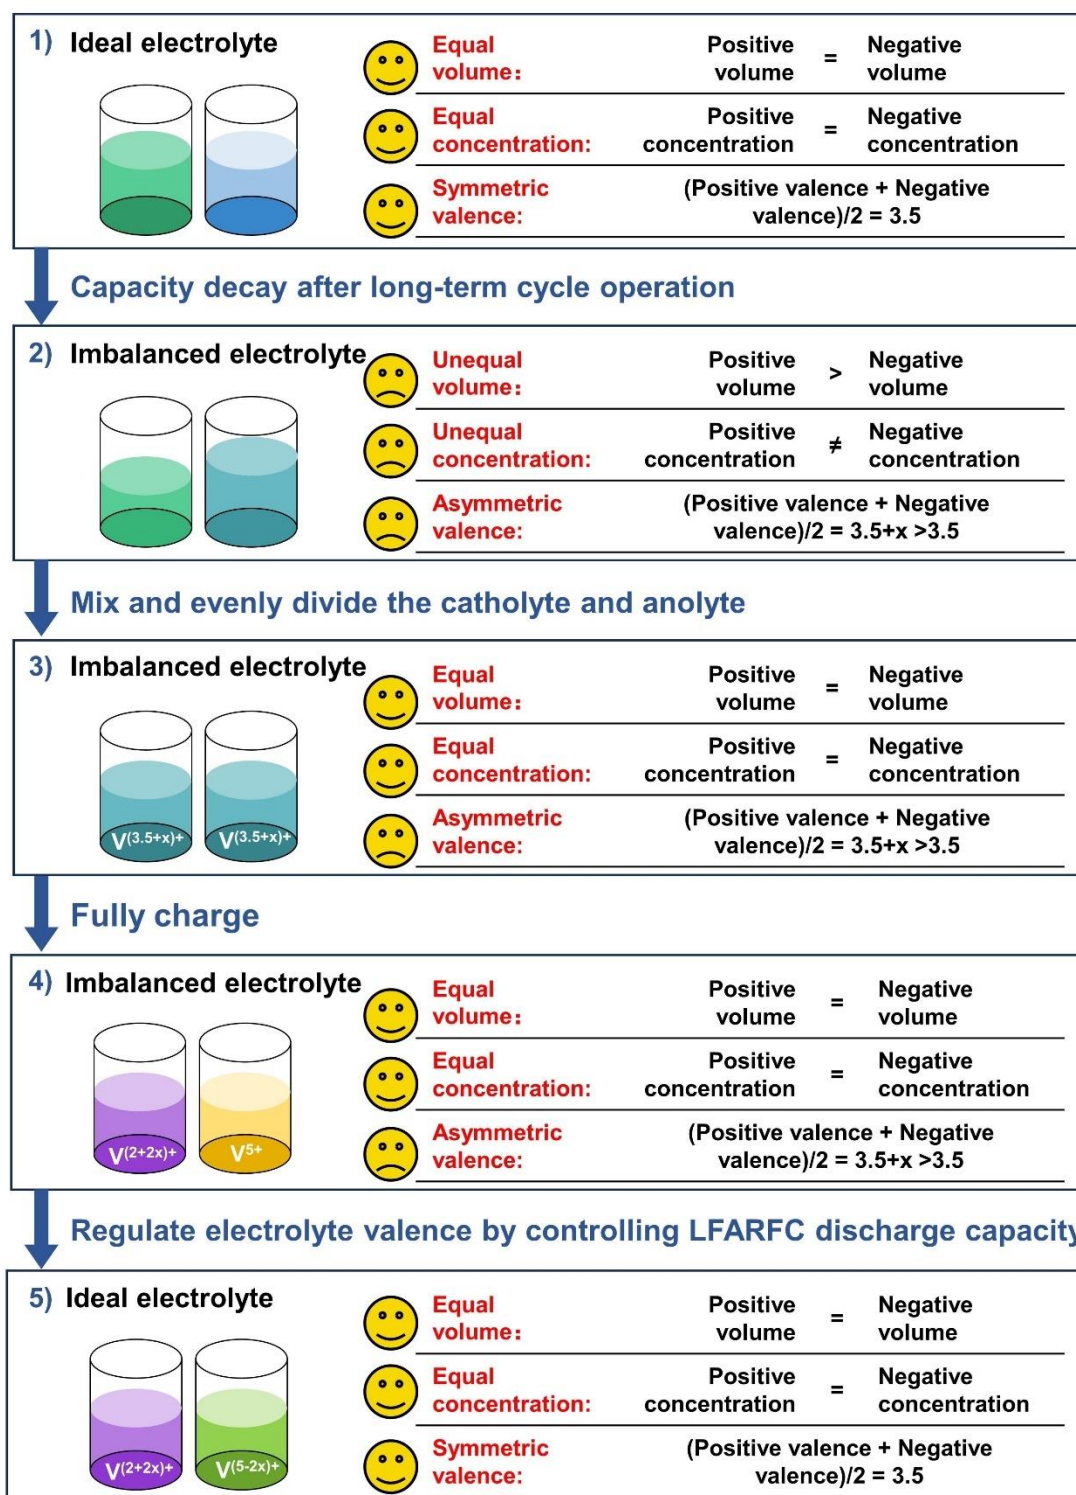 1) Ideal electrolyte
Equal volume: Positive volume = Negative volume
Equal concentration: Positive concentration = Negative concentration
Symmetric valence: (Positive valence + Negative valence)/2 = 3.5
Capacity decay after long-term cycle operation
2) Imbalanced electrolyte
Unequal volume: Positive volume > Negative volume
Unequal concentration: Positive concentration ≠ Negative concentration
Asymmetric valence: (Positive valence + Negative valence)/2 = 3.5+x >3.5
Mix and evenly divide the catholyte and anolyte
3) Imbalanced electrolyte
Equal volume: Positive volume = Negative volume
Equal concentration: Positive concentration = Negative concentration
Asymmetric valence: (Positive valence + Negative valence)/2 = 3.5+x >3.5
V(3.5+x)+ V(3.5+x)+
Fully charge
4) Imbalanced electrolyte
Equal volume: Positive volume = Negative volume
Equal concentration: Positive concentration = Negative concentration
Asymmetric valence: (Positive valence + Negative valence)/2 = 3.5+x >3.5
V(2+2x)+ V5+
Regulate electrolyte valence by controlling LFARFC discharge capacity
5) Ideal electrolyte
Equal volume: Positive volume = Negative volume
Equal concentration: Positive concentration = Negative concentration
Symmetric valence: (Positive valence + Negative valence)/2 = 3.5
V(2+2x)+ V(5-2x)+